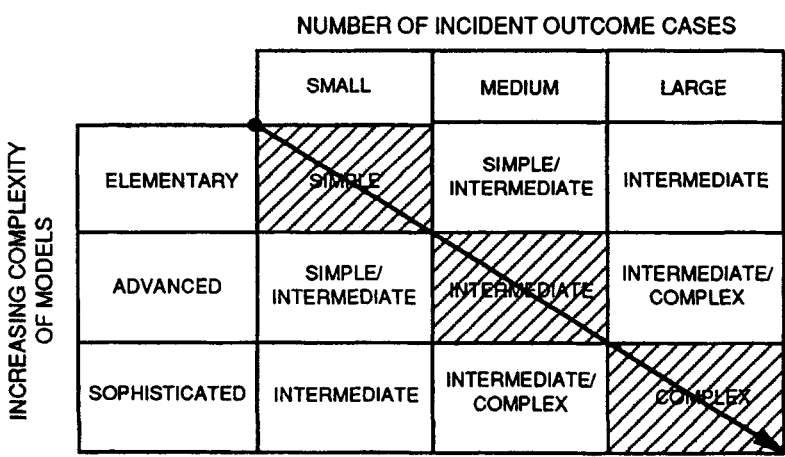 NUMBER OF INCIDENT OUTCOME CASES
SMALL
MEDIUM
LARGE
INCREASING COMPLEXITY
OF MODELS
ELEMENTARY
SIMPLE
SIMPLE/
INTERMEDIATE
INTERMEDIATE
ADVANCED
SIMPLE/
INTERMEDIATE
INTERMEDIATE
INTERMEDIATE/
COMPLEX
SOPHISTICATED
INTERMEDIATE
INTERMEDIATE/
COMPLEX
COMPLEX